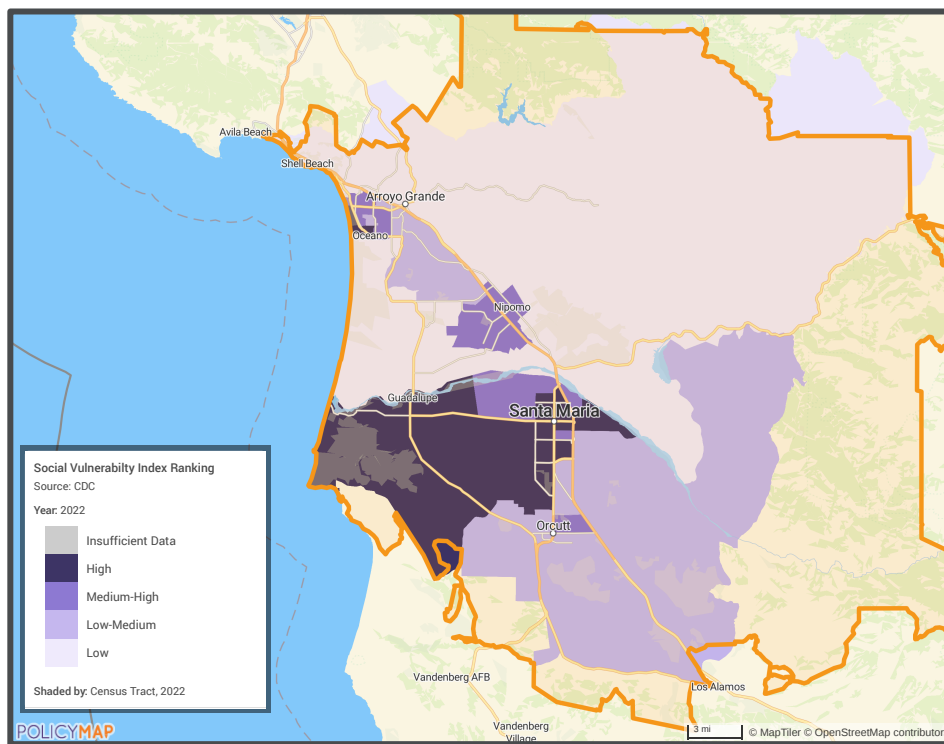 Avila Beach
Shell Beach
Arroyo Grande
Oceano
Nipomo
Guadalupe
Santa Maria
Orcutt
Social Vulnerabilty Index Ranking
Source: CDC
Year: 2022
Insufficient Data
High
Medium-High
Low-Medium
Low
Shaded by: Census Tract, 2022
Vandenberg AFB
Los Alamos
Vandenberg
Village
3 mi
© MapTiler © OpenStreetMap contributor
POLICYMAP